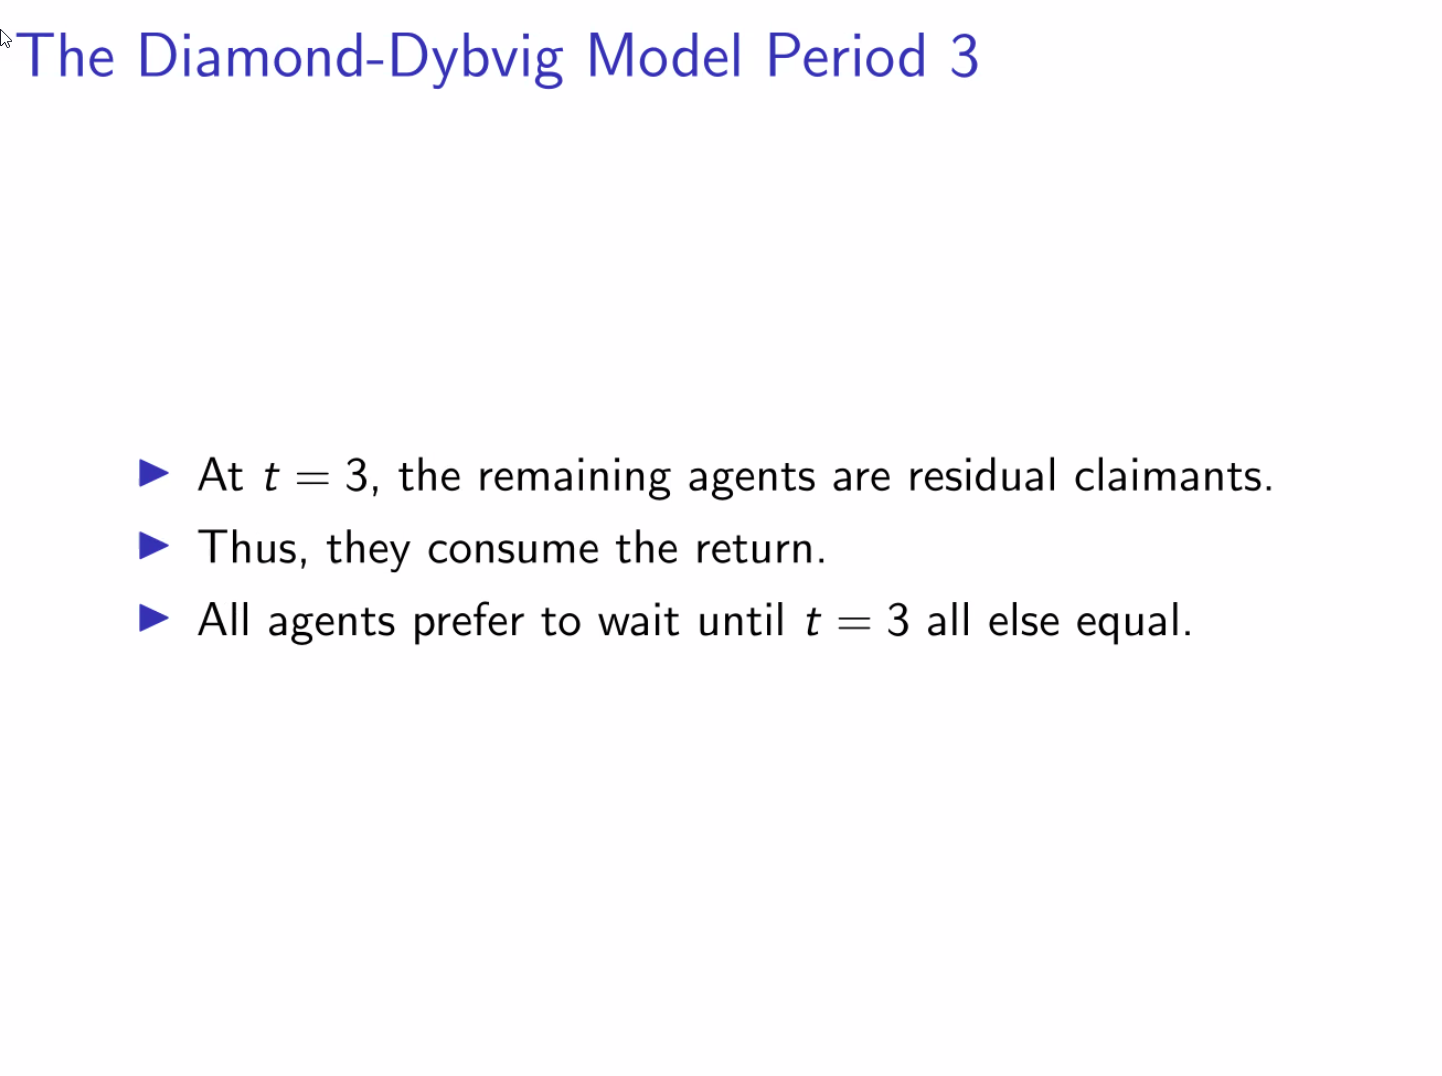 The Diamond-Dybvig Model Period 3
▶ At t = 3, the remaining agents are residual claimants.
▶ Thus, they consume the return.
▶ All agents prefer to wait until t = 3 all else equal.